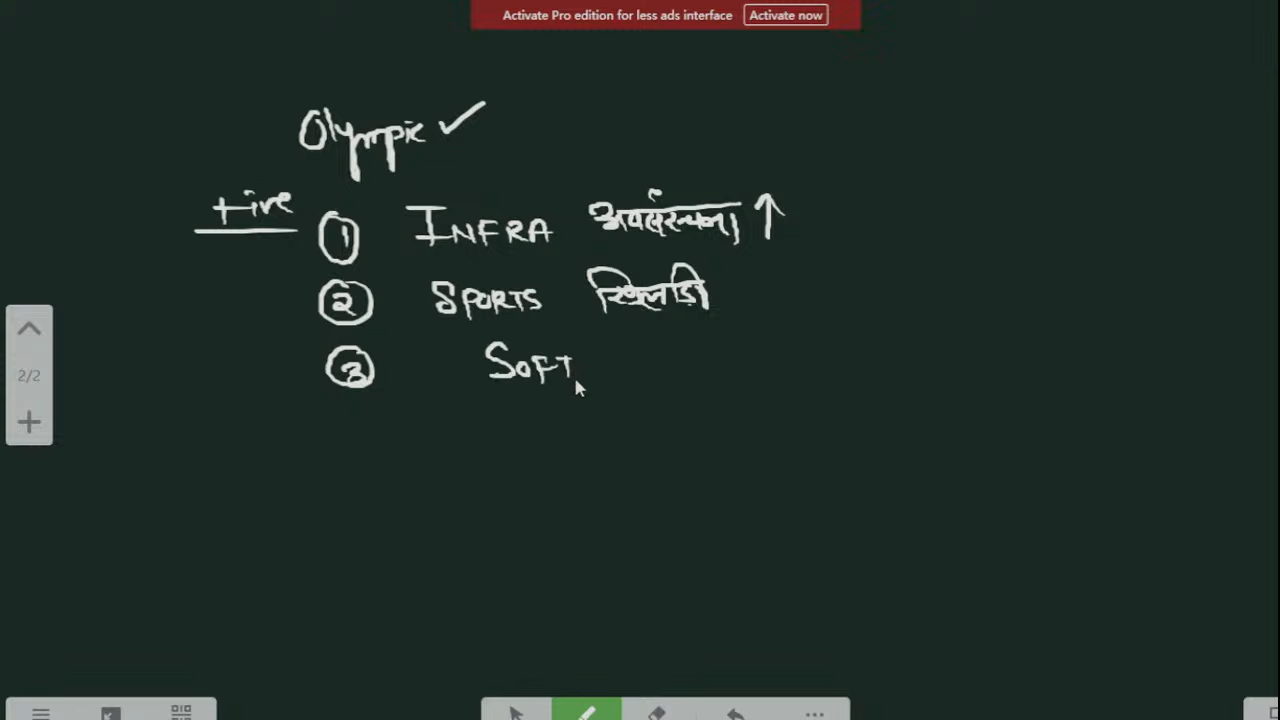 Activate Pro edition for less ads interface Activate now
Olympic ✓
+ive
① INFRA अवसंरचना ↑
② SPORTS खिलाड़ी
③ SOFT
2/2